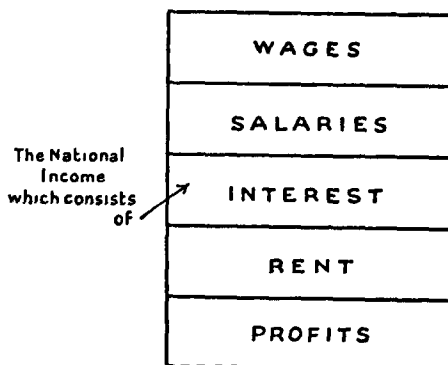 WAGES
SALARIES
The National
Income
which consists
of
INTEREST
RENT
PROFITS